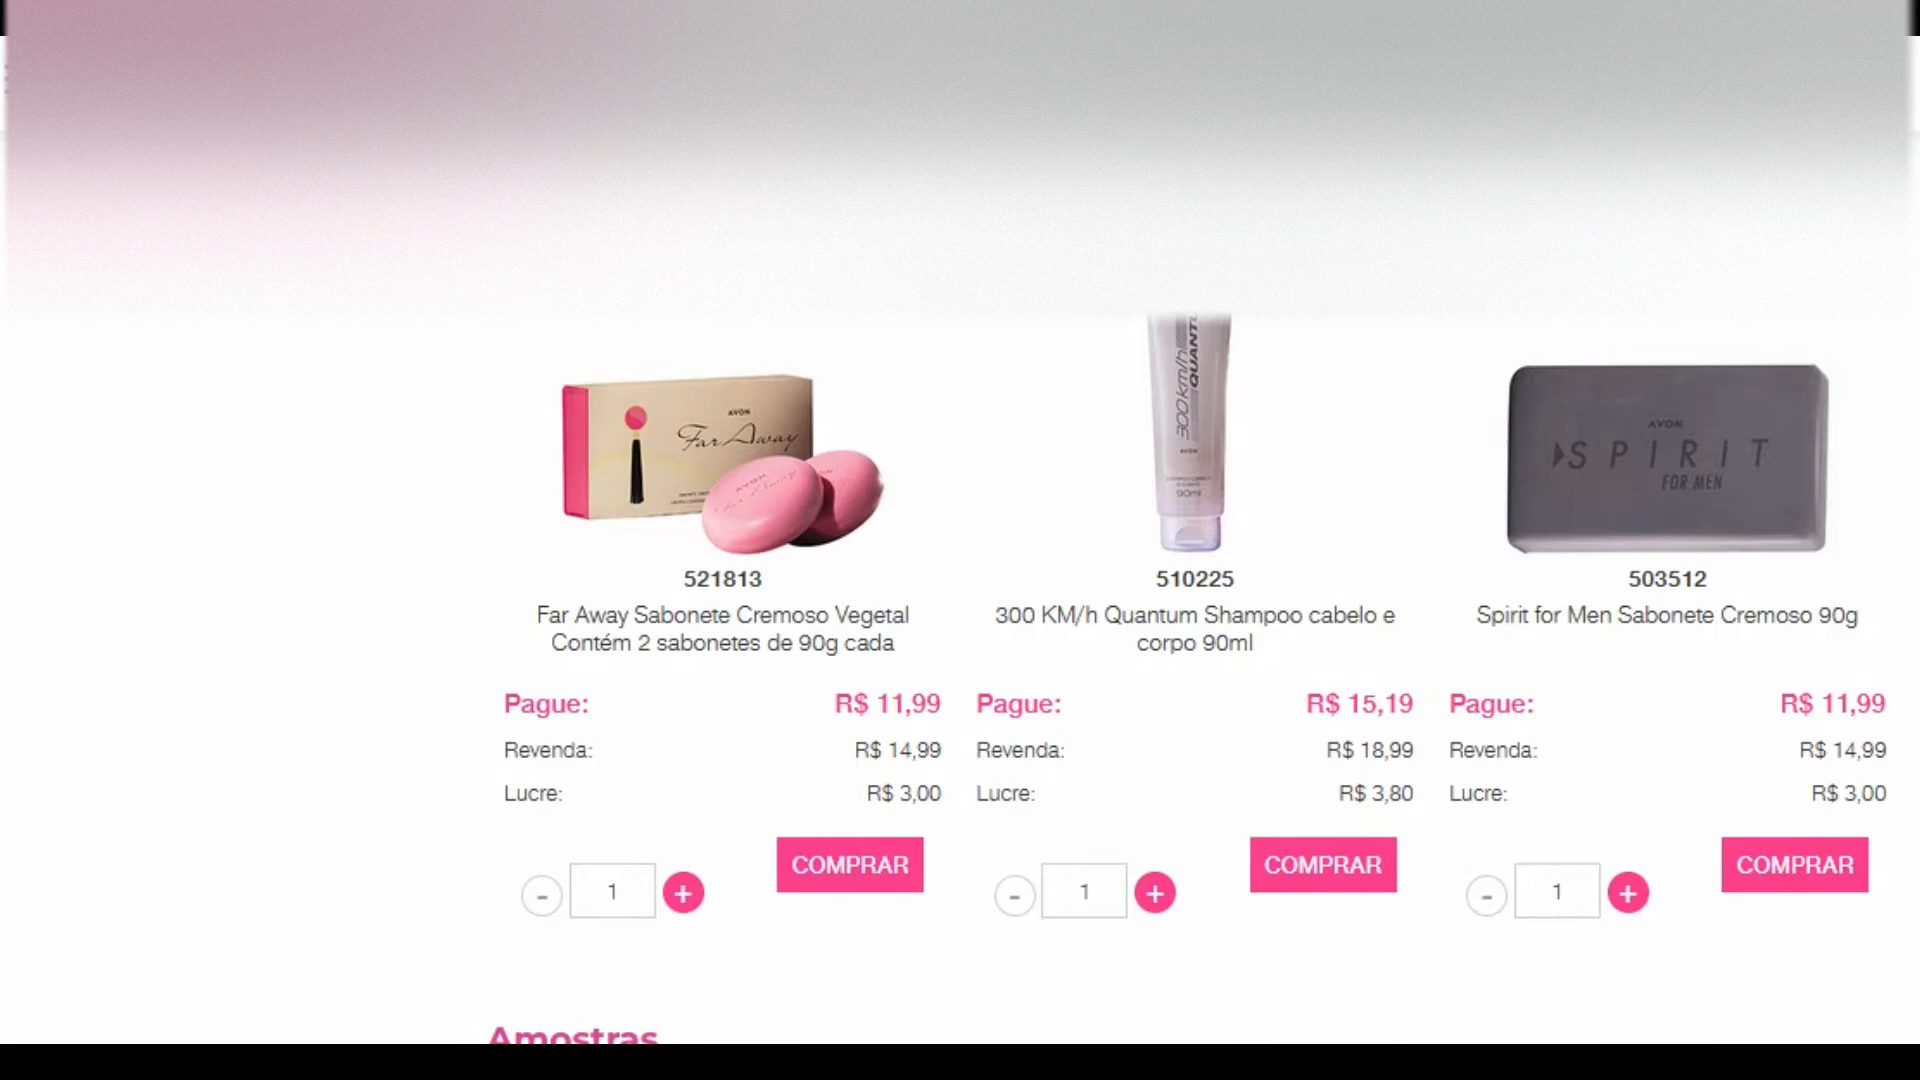 AVON
Far Away
300 km/h
QUANTU
AVON
90ml
AVON
SPIRIT
FOR MEN
521813
510225
503512
Far Away Sabonete Cremoso Vegetal
Contém 2 sabonetes de 90g cada
300 KM/h Quantum Shampoo cabelo e
corpo 90ml
Spirit for Men Sabonete Cremoso 90g
Pague: R$ 11,99
Pague: R$ 15,19
Pague: R$ 11,99
Revenda: R$ 14,99
Revenda: R$ 18,99
Revenda: R$ 14,99
Lucre: R$ 3,00
Lucre: R$ 3,80
Lucre: R$ 3,00
COMPRAR
COMPRAR
COMPRAR
- 1 +
- 1 +
- 1 +
Amostras